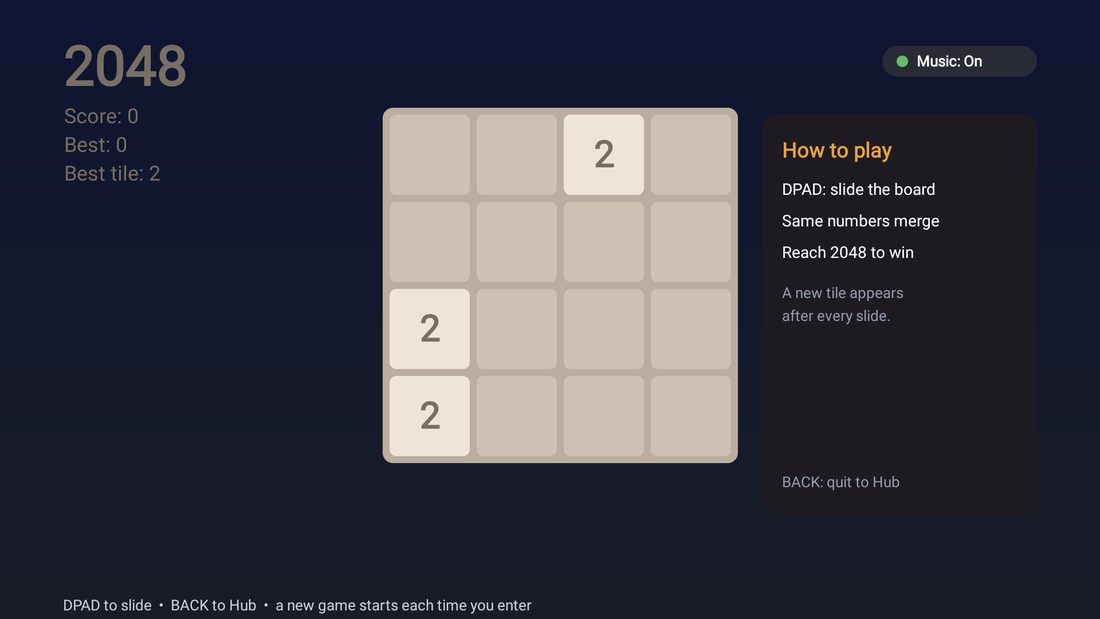 2048
Score: 0
Best: 0
Best tile: 2
Music: On
2
2
2
How to play
DPAD: slide the board
Same numbers merge
Reach 2048 to win
A new tile appears
after every slide.
BACK: quit to Hub
DPAD to slide • BACK to Hub • a new game starts each time you enter